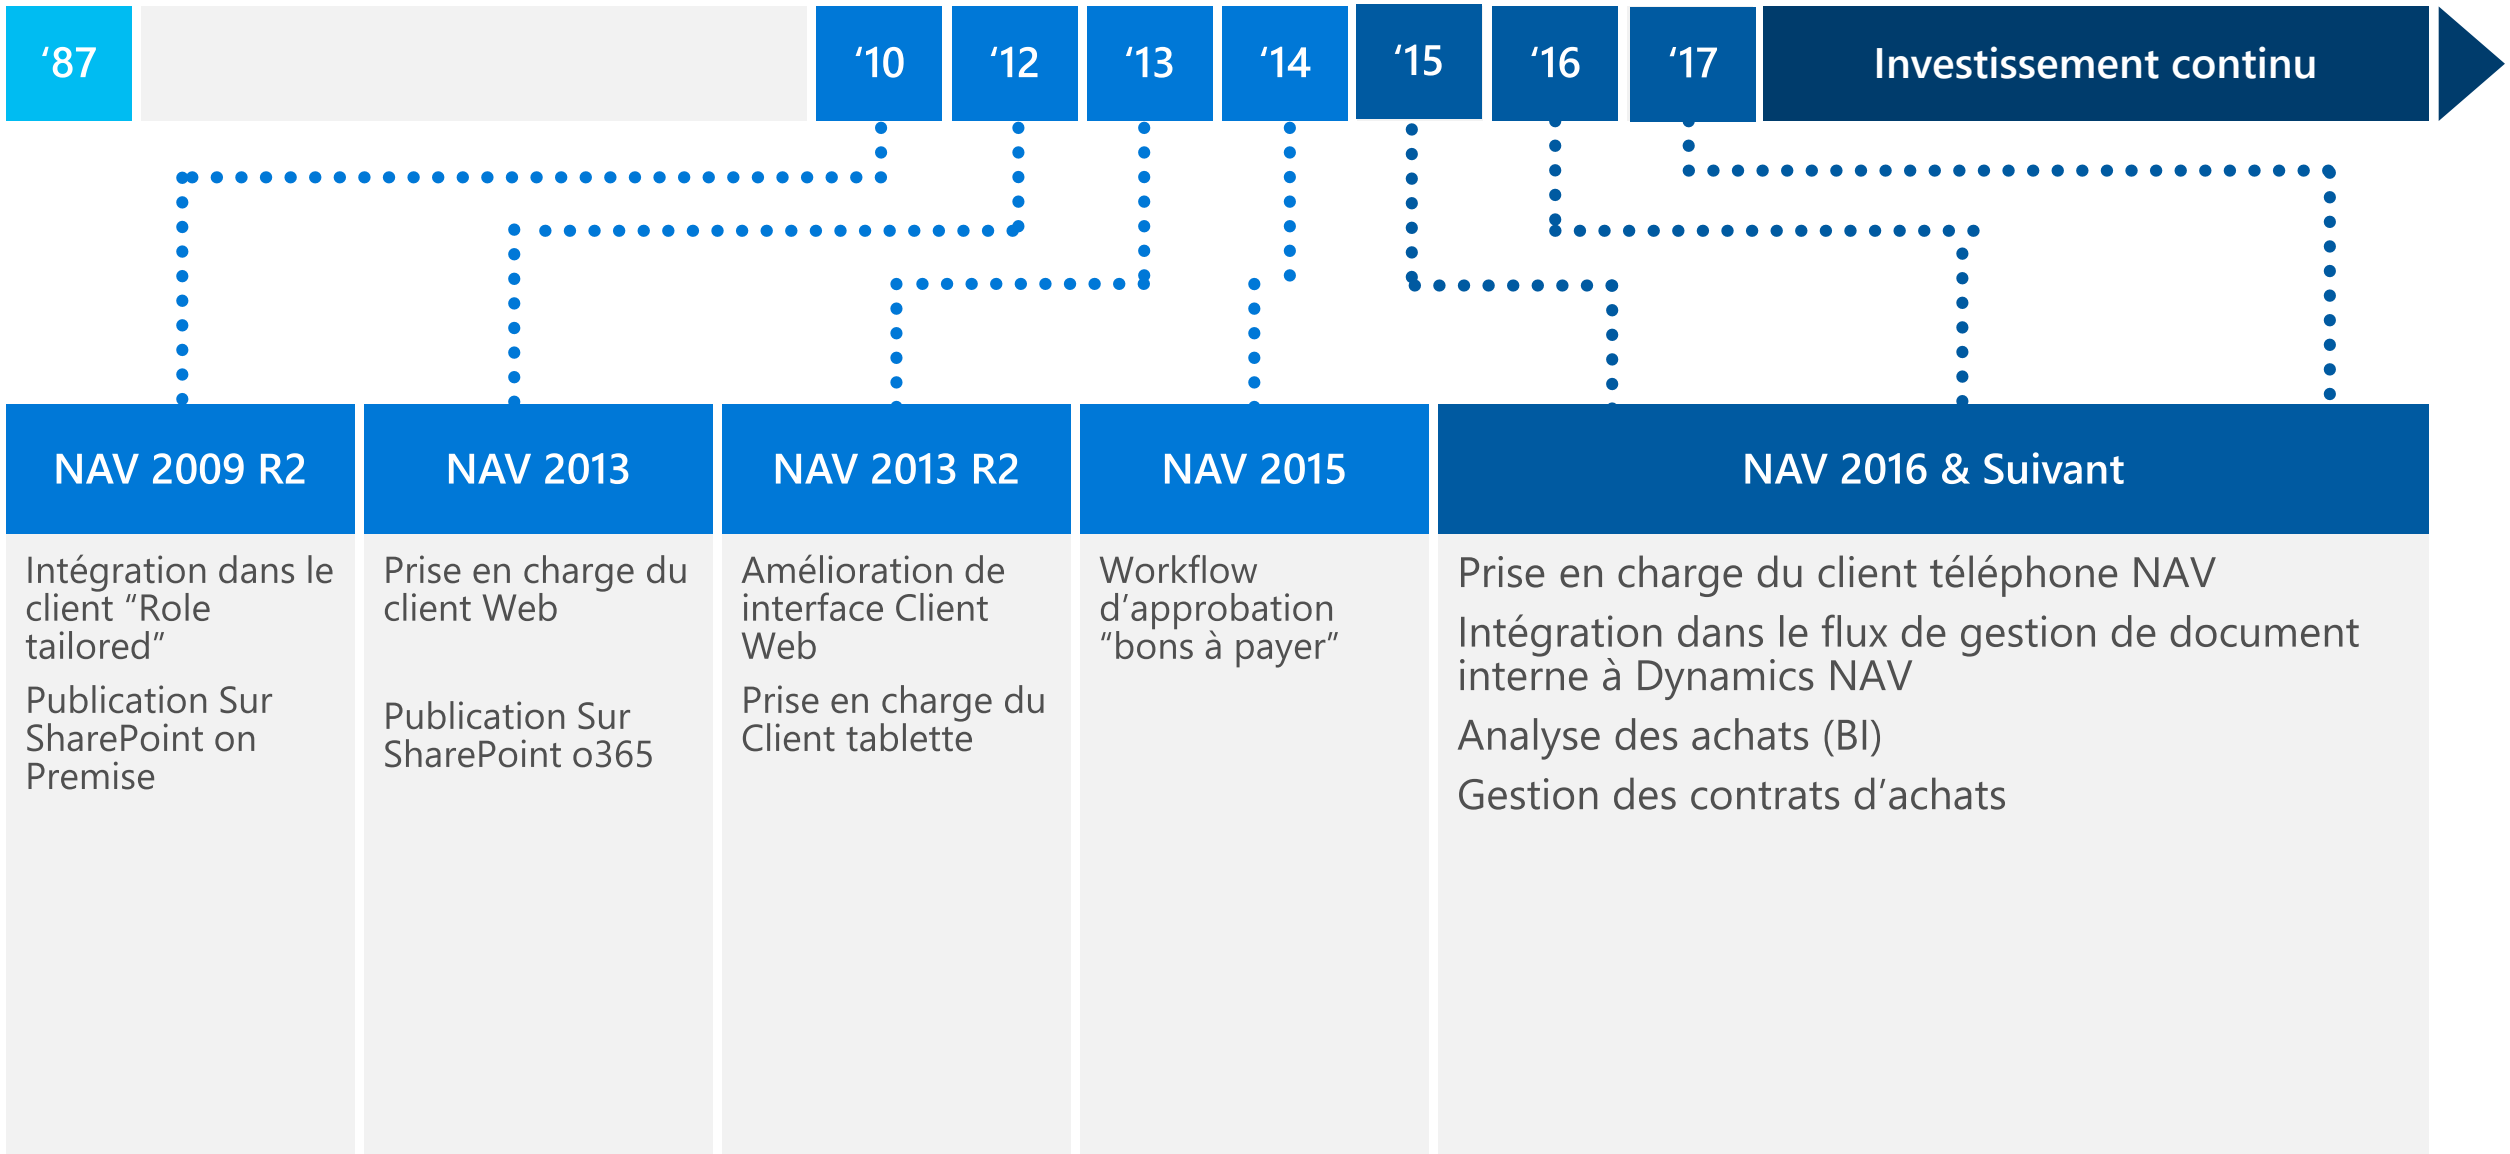 ‘87
‘10
‘12
‘13
‘14
‘15
‘16
‘17
Investissement continu
NAV 2009 R2
NAV 2013
NAV 2013 R2
NAV 2015
NAV 2016 & Suivant
Intégration dans le
client “Role
tailored”
Publication Sur
SharePoint on
Premise
Prise en charge du
client Web
Publication Sur
SharePoint o365
Amélioration de
interface Client
Web
Prise en charge du
Client tablette
Workflow
d’approbation
“bons à payer”
Prise en charge du client téléphone NAV
Intégration dans le flux de gestion de document
interne à Dynamics NAV
Analyse des achats (BI)
Gestion des contrats d’achats